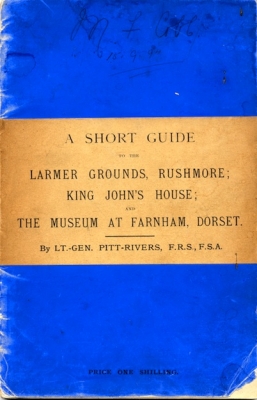 A SHORT GUIDE
TO THE
LARMER GROUNDS, RUSHMORE;
KING JOHN'S HOUSE;
AND
THE MUSEUM AT FARNHAM, DORSET.
By LT.-GEN. PITT-RIVERS, F.R.S., F.S.A.
PRICE ONE SHILLING.